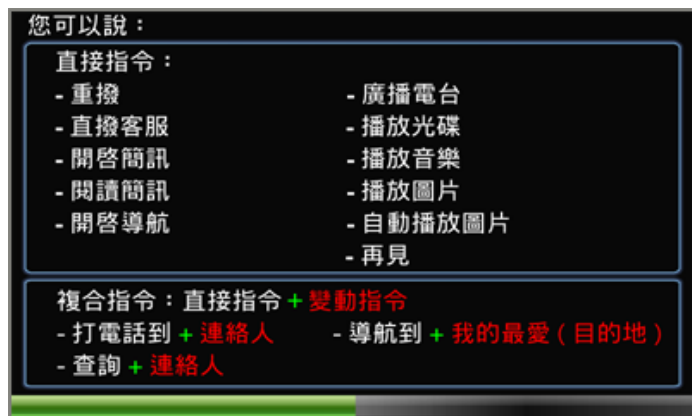 您可以說：
直接指令：
- 重撥
- 廣播電台
- 直撥客服
- 播放光碟
- 開啓簡訊
- 播放音樂
- 閱讀簡訊
- 播放圖片
- 開啓導航
- 自動播放圖片
- 再見
複合指令：直接指令 + 變動指令
- 打電話到 + 連絡人
- 導航到 + 我的最愛 ( 目的地 )
- 查詢 + 連絡人